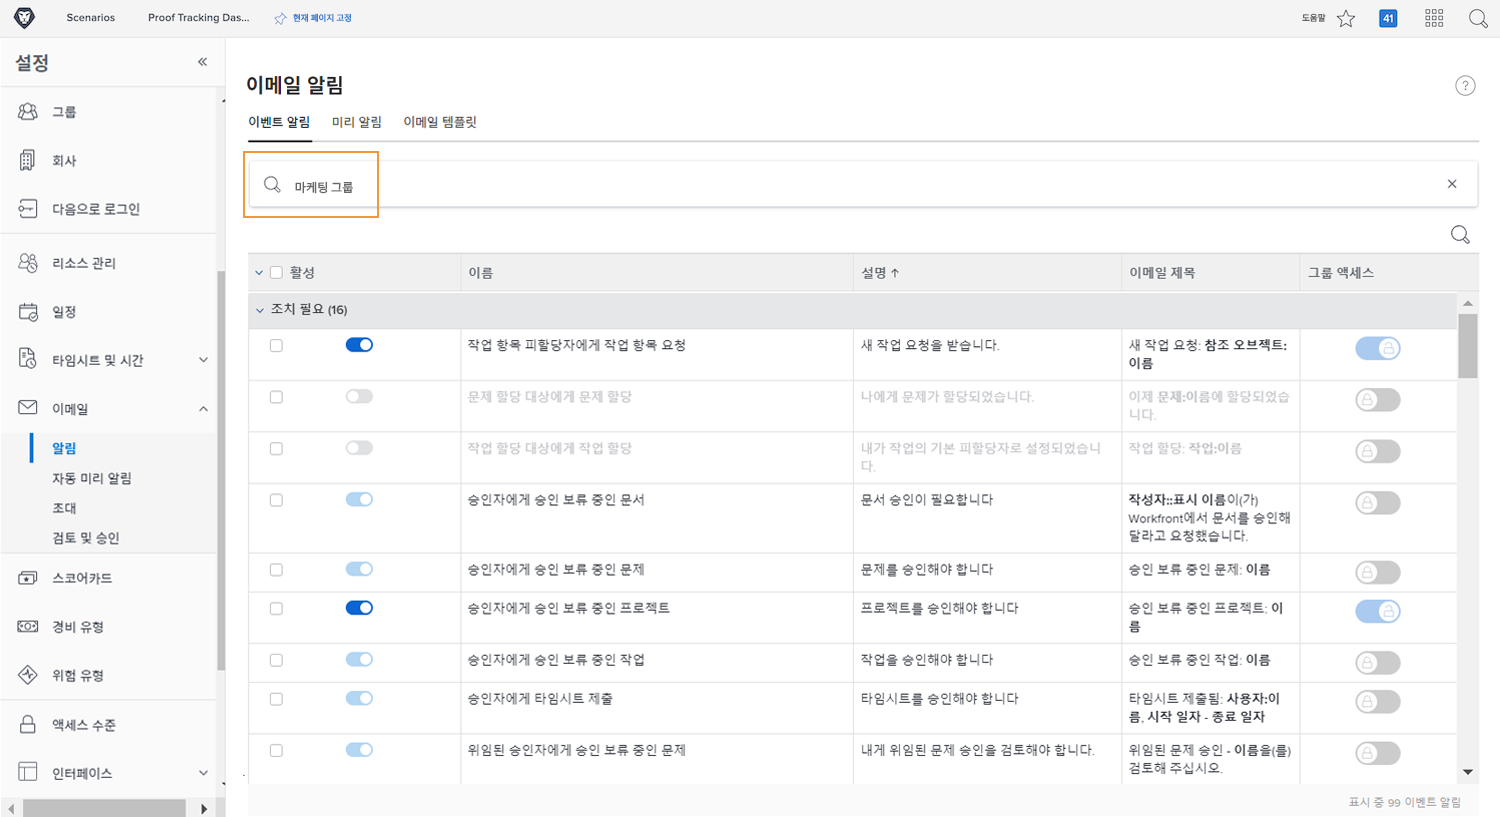 Scenarios
Proof Tracking Das...
현재 페이지 고정
도움말
41
설정
«
그룹
회사
다음으로 로그인
리소스 관리
일정
타임시트 및 시간
이메일
알림
자동 미리 알림
초대
검토 및 승인
스코어카드
경비 유형
위험 유형
액세스 수준
인터페이스
이메일 알림
?
이벤트 알림
미리 알림
이메일 템플릿
마케팅 그룹
활성
이름
설명 ↑
이메일 제목
그룹 액세스
조치 필요 (16)
작업 항목 피할당자에게 작업 항목 요청
새 작업 요청을 받습니다.
새 작업 요청: 참조 오브젝트:
이름
문제 할당 대상에게 문제 할당
나에게 문제가 할당되었습니다.
이제 문제:이름에 할당되었습
니다.
작업 할당 대상에게 작업 할당
내가 작업의 기본 피할당자로 설정되었습니
다.
작업 할당: 작업:이름
승인자에게 승인 보류 중인 문서
문서 승인이 필요합니다
작성자::표시 이름이(가)
Workfront에서 문서를 승인해
달라고 요청했습니다.
승인자에게 승인 보류 중인 문제
문제를 승인해야 합니다
승인 보류 중인 문제: 이름
승인자에게 승인 보류 중인 프로젝트
프로젝트를 승인해야 합니다
승인 보류 중인 프로젝트: 이
름
승인자에게 승인 보류 중인 작업
작업을 승인해야 합니다
승인 보류 중인 작업: 이름
승인자에게 타임시트 제출
타임시트를 승인해야 합니다
타임시트 제출됨: 사용자:이
름, 시작 일자 - 종료 일자
위임된 승인자에게 승인 보류 중인 문제
내게 위임된 문제 승인을 검토해야 합니다.
위임된 문제 승인 - 이름을(를)
검토해 주십시오.
표시 중 99 이벤트 알림